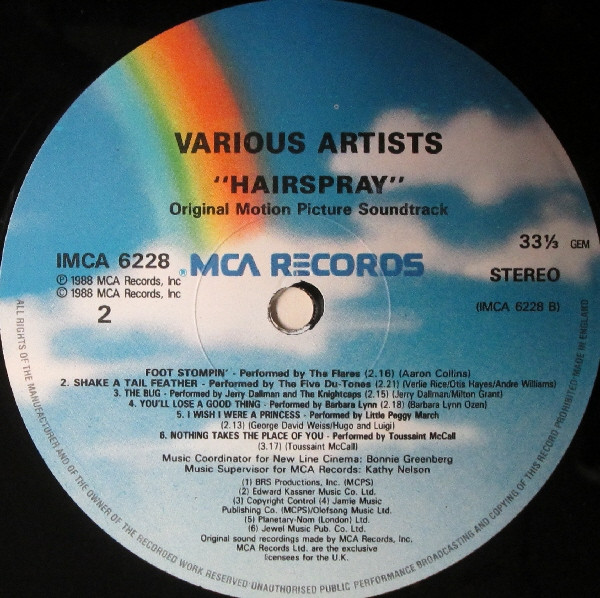 VARIOUS ARTISTS
"HAIRSPRAY"
Original Motion Picture Soundtrack
33⅓ GEM
IMCA 6228
® MCA RECORDS
STEREO
℗ 1988 MCA Records, Inc
© 1988 MCA Records, Inc
2
(IMCA 6228 B)
FOOT STOMPIN' - Performed by The Flares (2.16) (Aaron Collins)
2. SHAKE A TAIL FEATHER - Performed by The Five Du-Tones (2.21) (Verlie Rice/Otis Hayes/Andre Williams)
3. THE BUG - Performed by Jerry Dallman and The Knightcaps (2.15) (Jerry Dallman/Milton Grant)
4. YOU'LL LOSE A GOOD THING - Performed by Barbara Lynn (2.18) (Barbara Lynn Ozen)
5. I WISH I WERE A PRINCESS - Performed by Little Peggy March
(2.13) (George David Weiss/Hugo and Luigi)
6. NOTHING TAKES THE PLACE OF YOU - Performed by Toussaint McCall
(3.17) (Toussaint McCall)
Music Coordinator for New Line Cinema: Bonnie Greenberg
Music Supervisor for MCA Records: Kathy Nelson
(1) BRS Productions, Inc. (MCPS)
(2) Edward Kassner Music Co. Ltd.
(3) Copyright Control (4) Jamie Music
Publishing Co. (MCPS)/Olofsong Music Ltd.
(5) Planetary-Nom (London) Ltd.
(6) Jewel Music Pub. Co. Ltd.
Original sound recordings made by MCA Records, Inc.
MCA Records Ltd. are the exclusive
licensees for the U.K.
ALL RIGHTS OF THE MANUFACTURER AND OF THE OWNER OF THE RECORDED WORK RESERVED·UNAUTHORISED PUBLIC PERFORMANCE BROADCASTING AND COPYING OF THIS RECORD PROHIBITED·MADE IN ENGLAND